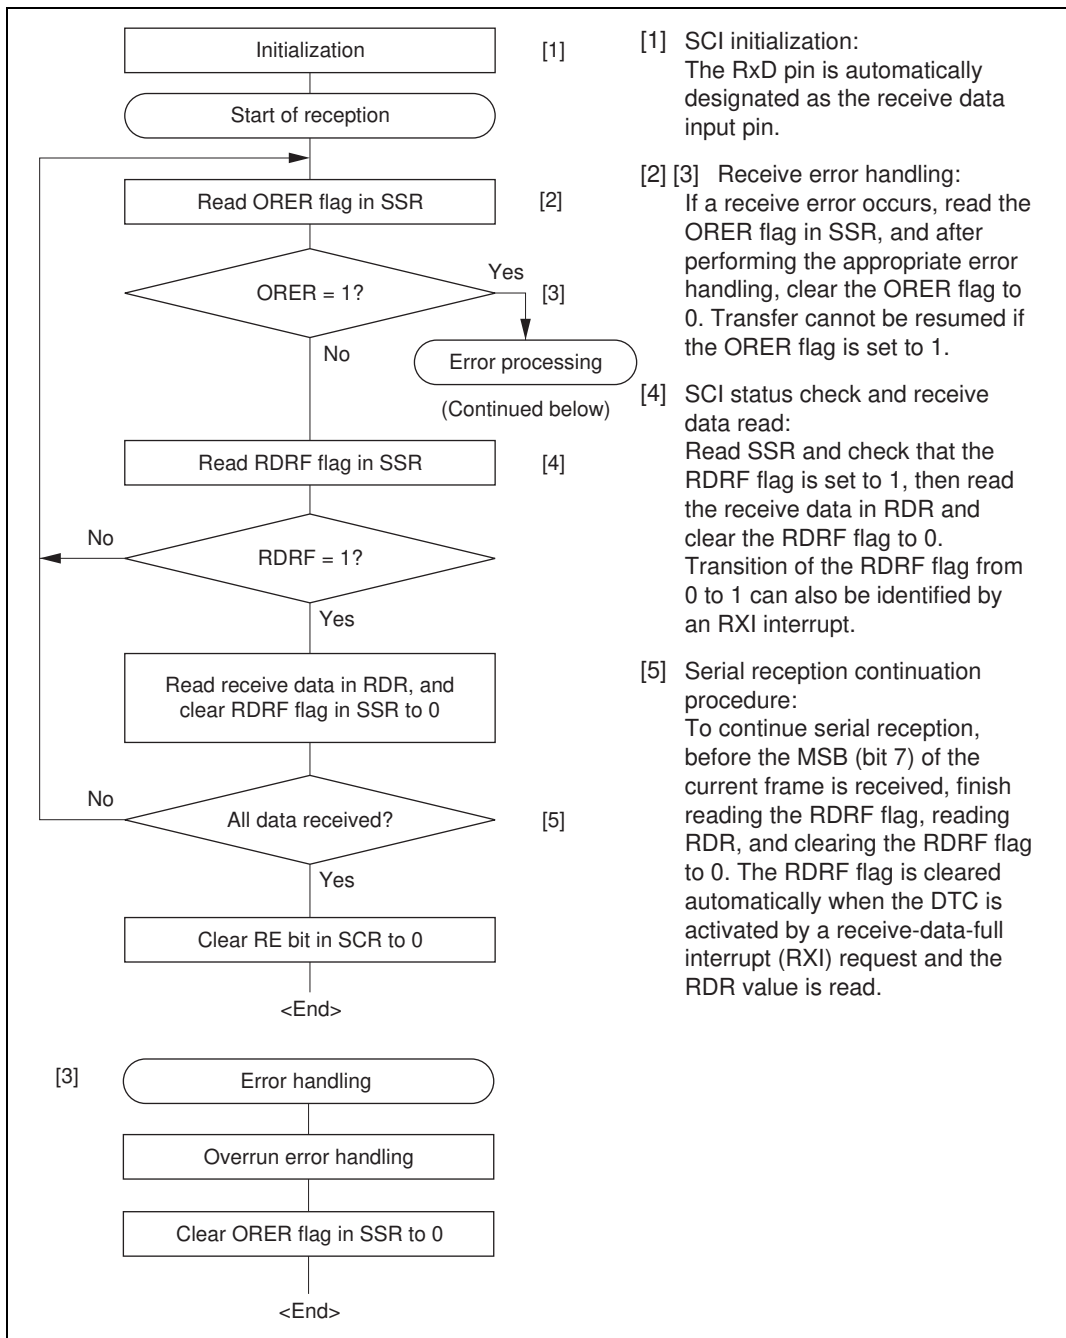 Initialization [1]
Start of reception
Read ORER flag in SSR [2]
Yes
ORER = 1? [3]
No
Error processing
(Continued below)
Read RDRF flag in SSR [4]
No
RDRF = 1?
Yes
Read receive data in RDR, and
clear RDRF flag in SSR to 0
No
All data received? [5]
Yes
Clear RE bit in SCR to 0
<End>
[3] Error handling
Overrun error handling
Clear ORER flag in SSR to 0
<End>
[1] SCI initialization:
The RxD pin is automatically
designated as the receive data
input pin.
[2] [3] Receive error handling:
If a receive error occurs, read the
ORER flag in SSR, and after
performing the appropriate error
handling, clear the ORER flag to
0. Transfer cannot be resumed if
the ORER flag is set to 1.
[4] SCI status check and receive
data read:
Read SSR and check that the
RDRF flag is set to 1, then read
the receive data in RDR and
clear the RDRF flag to 0.
Transition of the RDRF flag from
0 to 1 can also be identified by
an RXI interrupt.
[5] Serial reception continuation
procedure:
To continue serial reception,
before the MSB (bit 7) of the
current frame is received, finish
reading the RDRF flag, reading
RDR, and clearing the RDRF flag
to 0. The RDRF flag is cleared
automatically when the DTC is
activated by a receive-data-full
interrupt (RXI) request and the
RDR value is read.